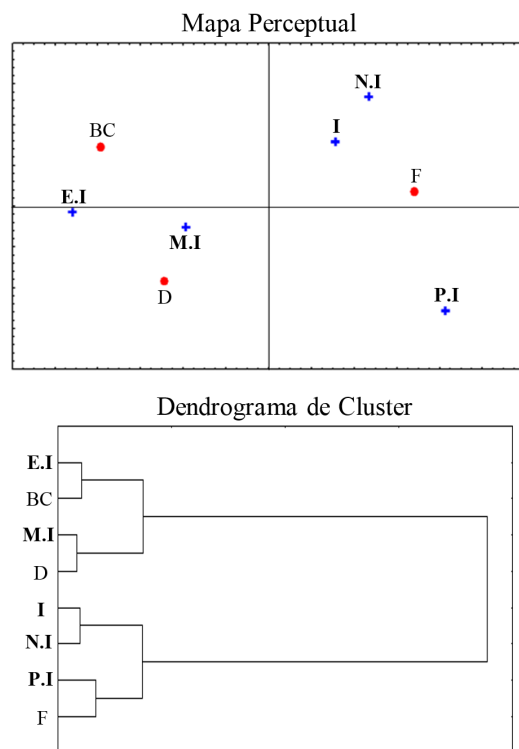 Mapa Perceptual
N.I
BC
I
F
E.I
M.I
D
P.I
Dendrograma de Cluster
E.I
BC
M.I
D
I
N.I
P.I
F